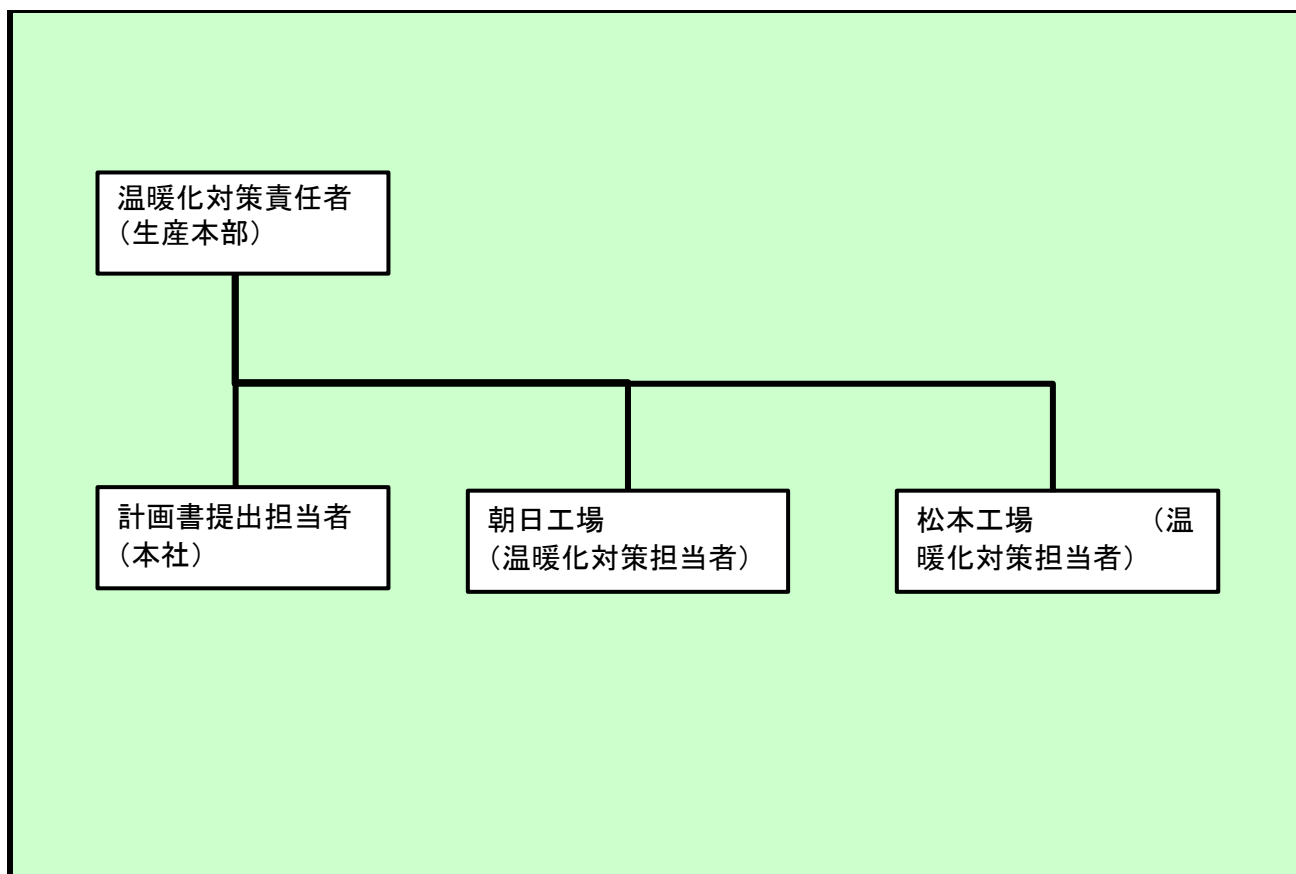 温暖化対策責任者
（生産本部）
計画書提出担当者
（本社）
朝日工場
（温暖化対策担当者）
松本工場　　　　（温
暖化対策担当者）